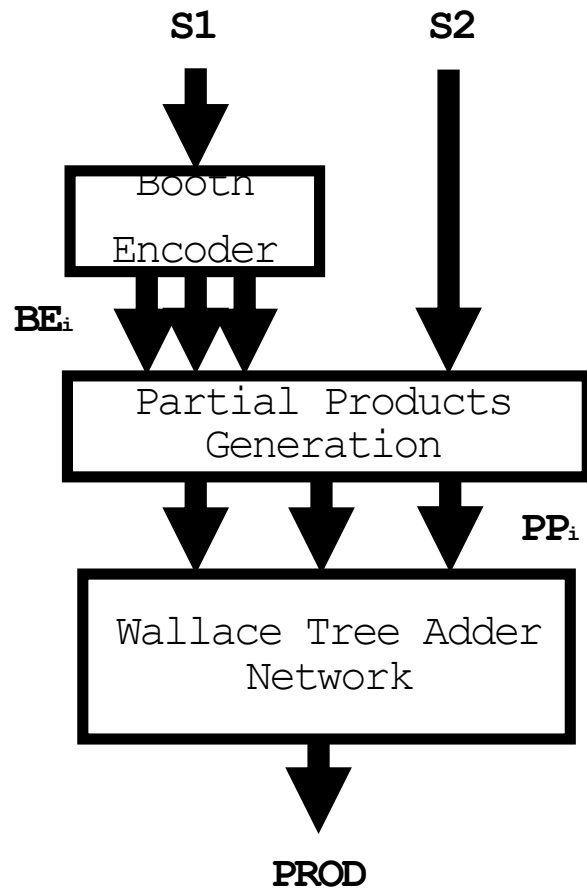 S1 S2
Booth
Encoder
BEi
Partial Products
Generation
PPi
Wallace Tree Adder
Network
PROD